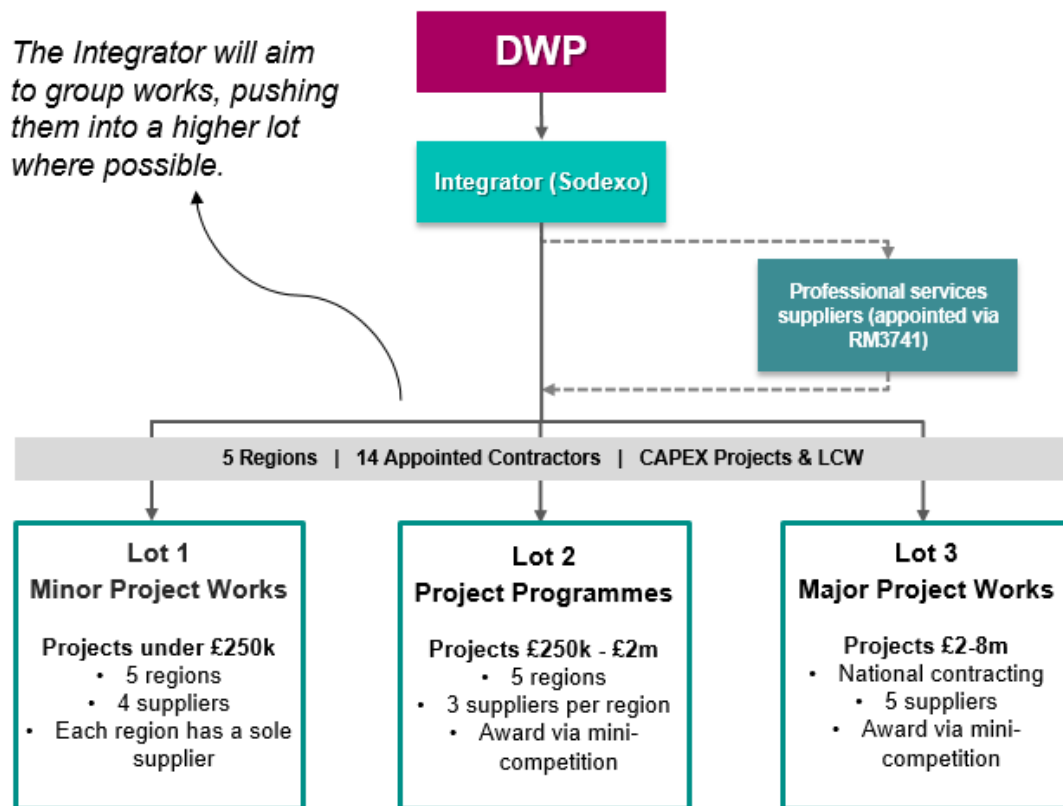 The Integrator will aim
to group works, pushing
them into a higher lot
where possible.
DWP
Integrator (Sodexo)
Professional services
suppliers (appointed via
RM3741)
5 Regions | 14 Appointed Contractors | CAPEX Projects & LCW
Lot 1
Minor Project Works
Projects under £250k
• 5 regions
• 4 suppliers
• Each region has a sole
supplier
Lot 2
Project Programmes
Projects £250k - £2m
• 5 regions
• 3 suppliers per region
• Award via mini-
competition
Lot 3
Major Project Works
Projects £2-8m
• National contracting
• 5 suppliers
• Award via mini-
competition